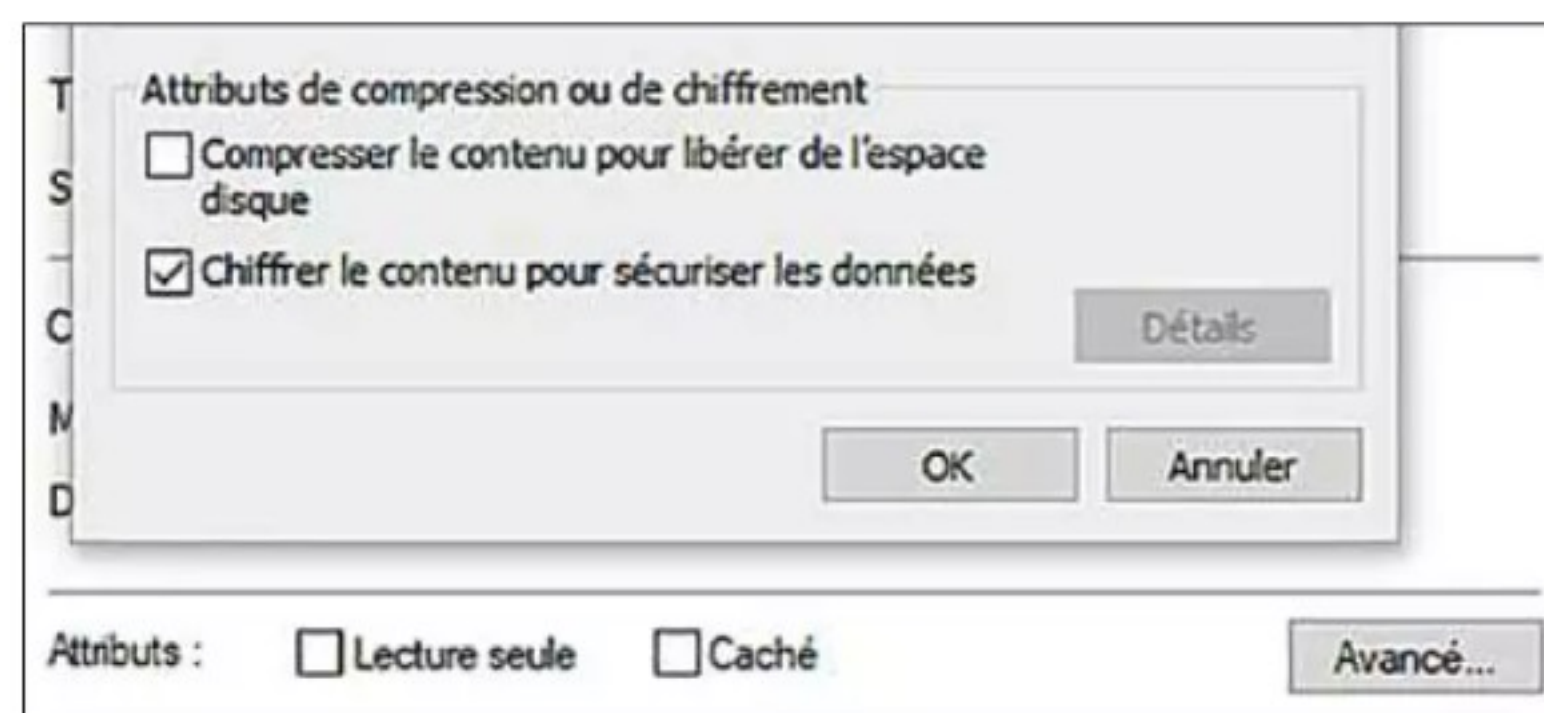 Attributs de compression ou de chiffrement
Compresser le contenu pour libérer de l'espace
disque
Chiffrer le contenu pour sécuriser les données
Détails
OK
Annuler
T
S
C
M
D
Attributs :
Lecture seule
Caché
Avancé...